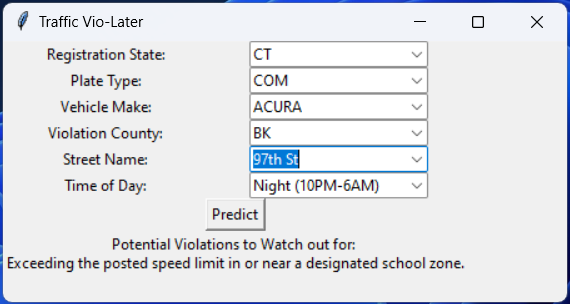 Traffic Vio-Later
Registration State: CT
Plate Type: COM
Vehicle Make: ACURA
Violation County: BK
Street Name: 97th St
Time of Day: Night (10PM-6AM)
Predict
Potential Violations to Watch out for:
Exceeding the posted speed limit in or near a designated school zone.